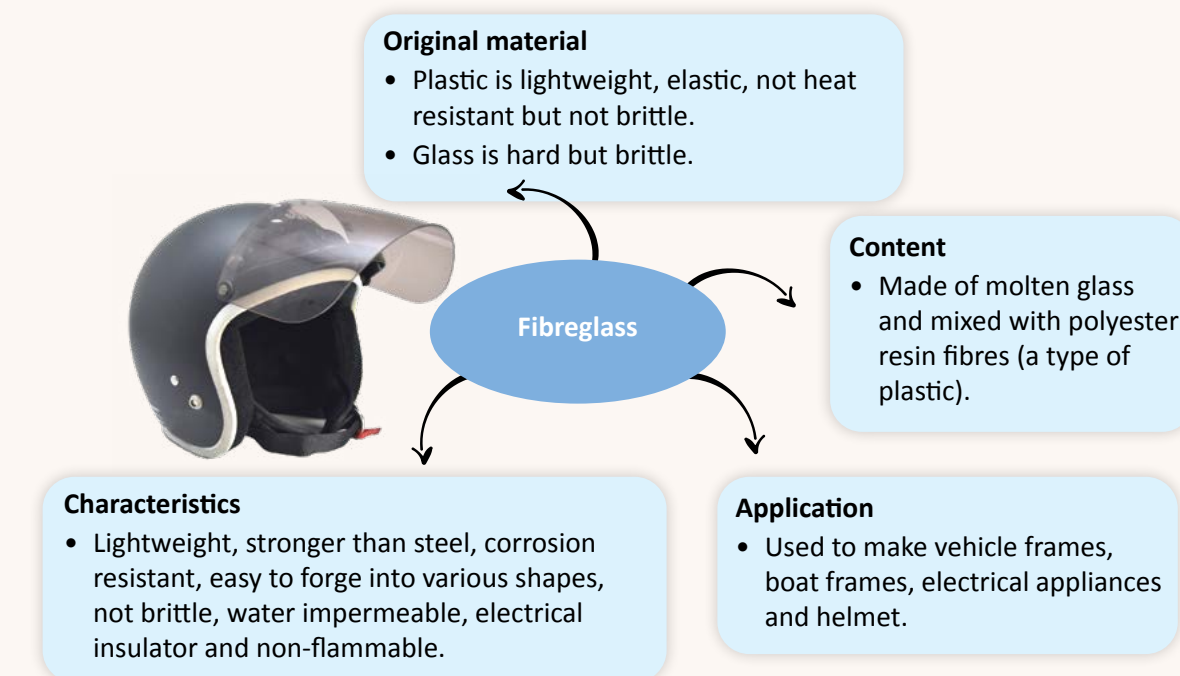 Original material
• Plastic is lightweight, elastic, not heat
resistant but not brittle.
• Glass is hard but brittle.
Content
• Made of molten glass
and mixed with polyester
resin fibres (a type of
plastic).
Fibreglass
Characteristics
• Lightweight, stronger than steel, corrosion
resistant, easy to forge into various shapes,
not brittle, water impermeable, electrical
insulator and non-flammable.
Application
• Used to make vehicle frames,
boat frames, electrical appliances
and helmet.